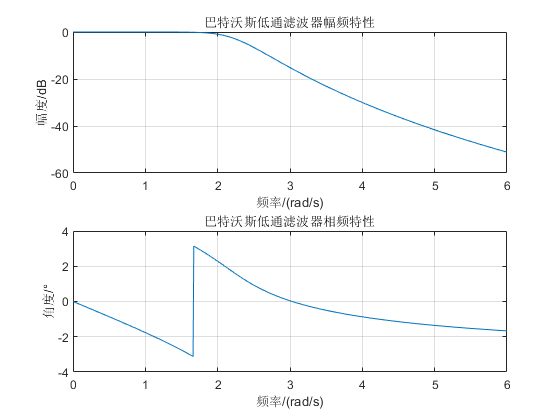 巴特沃斯低通滤波器幅频特性
0
-20
-40
-60
幅度/dB
0 1 2 3 4 5 6
频率/(rad/s)
巴特沃斯低通滤波器相频特性
4
2
0
-2
-4
角度/°
0 1 2 3 4 5 6
频率/(rad/s)